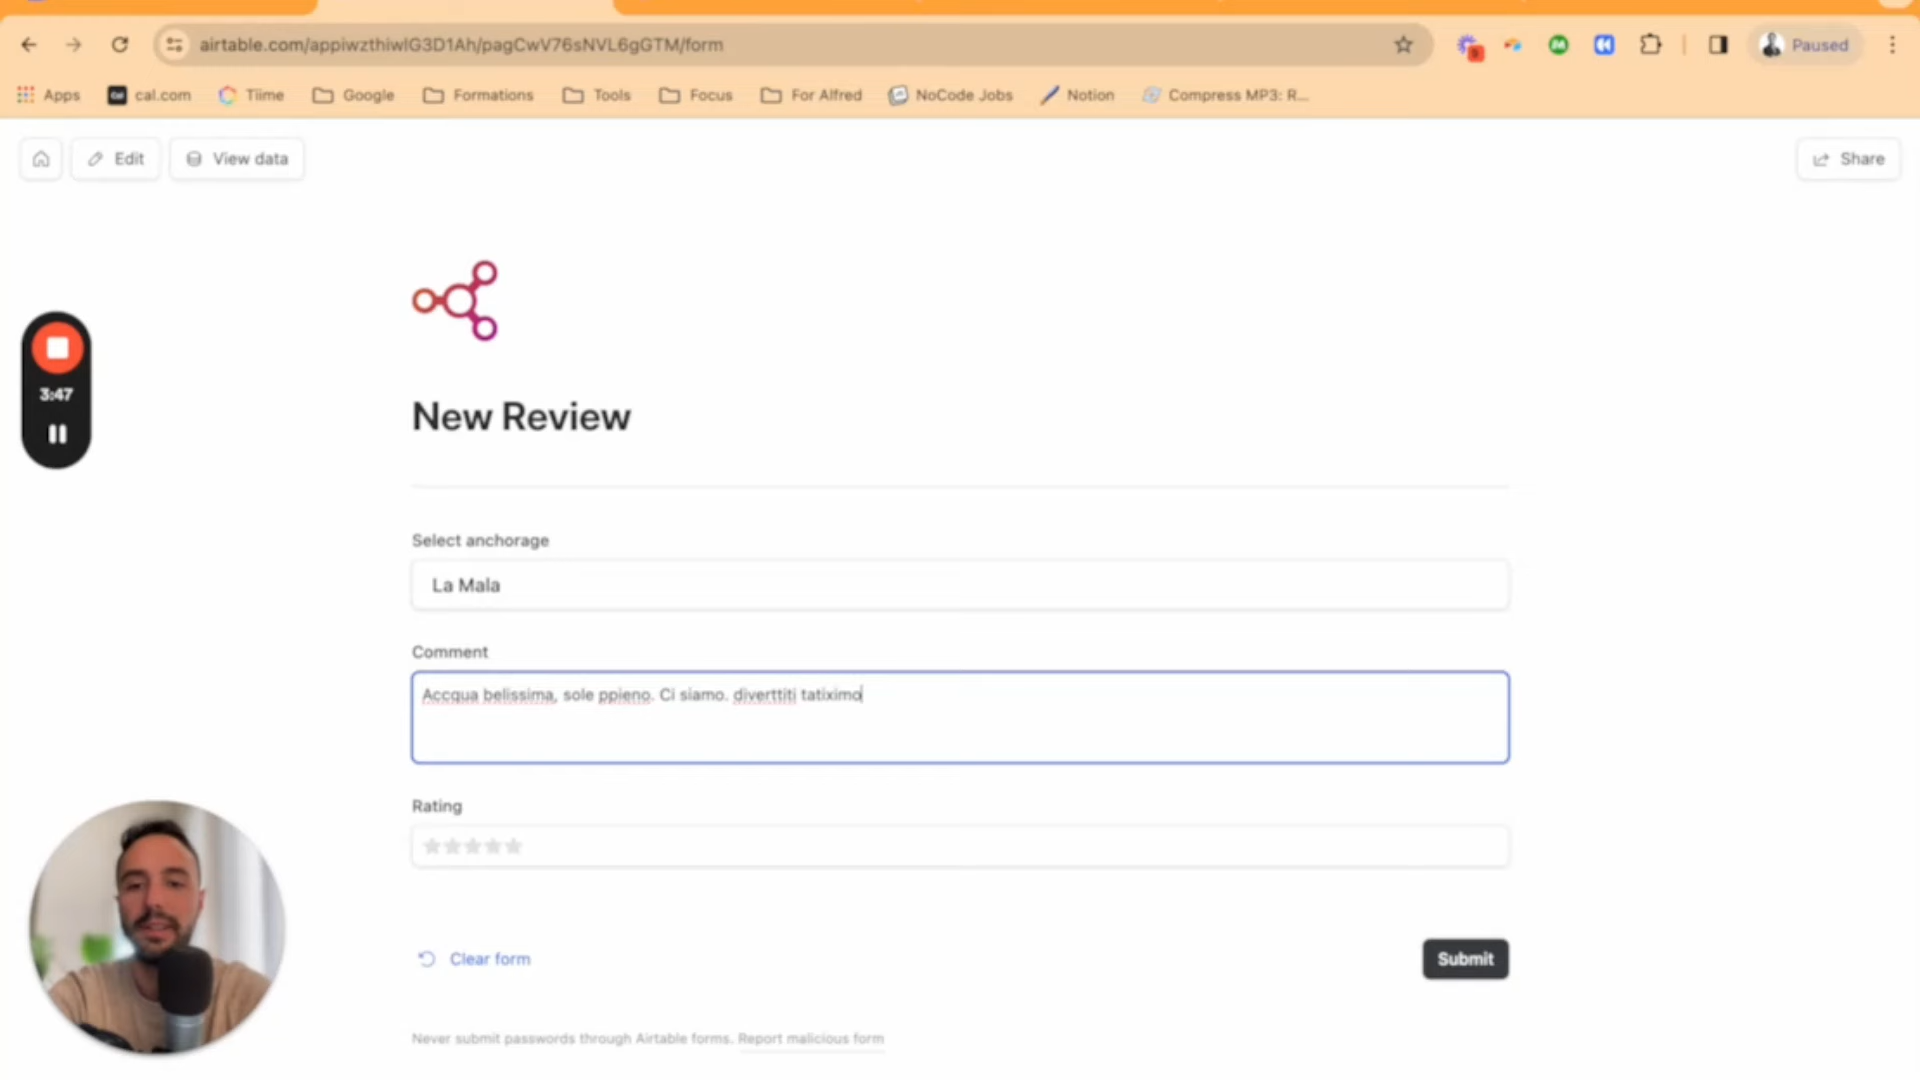 airtable.com/appiwzthiwlG3D1Ah/pagCwV76sNVL6gGTM/form
Paused
Apps
cal.com
Tiime
Google
Formations
Tools
Focus
For Alfred
NoCode Jobs
Notion
Compress MP3: R...
Edit
View data
Share
3:47
New Review
Select anchorage
La Mala
Comment
Accqua belissima, sole ppieno. Ci siamo. diverttiti tatiximo
Rating
Clear form
Submit
Never submit passwords through Airtable forms. Report malicious form